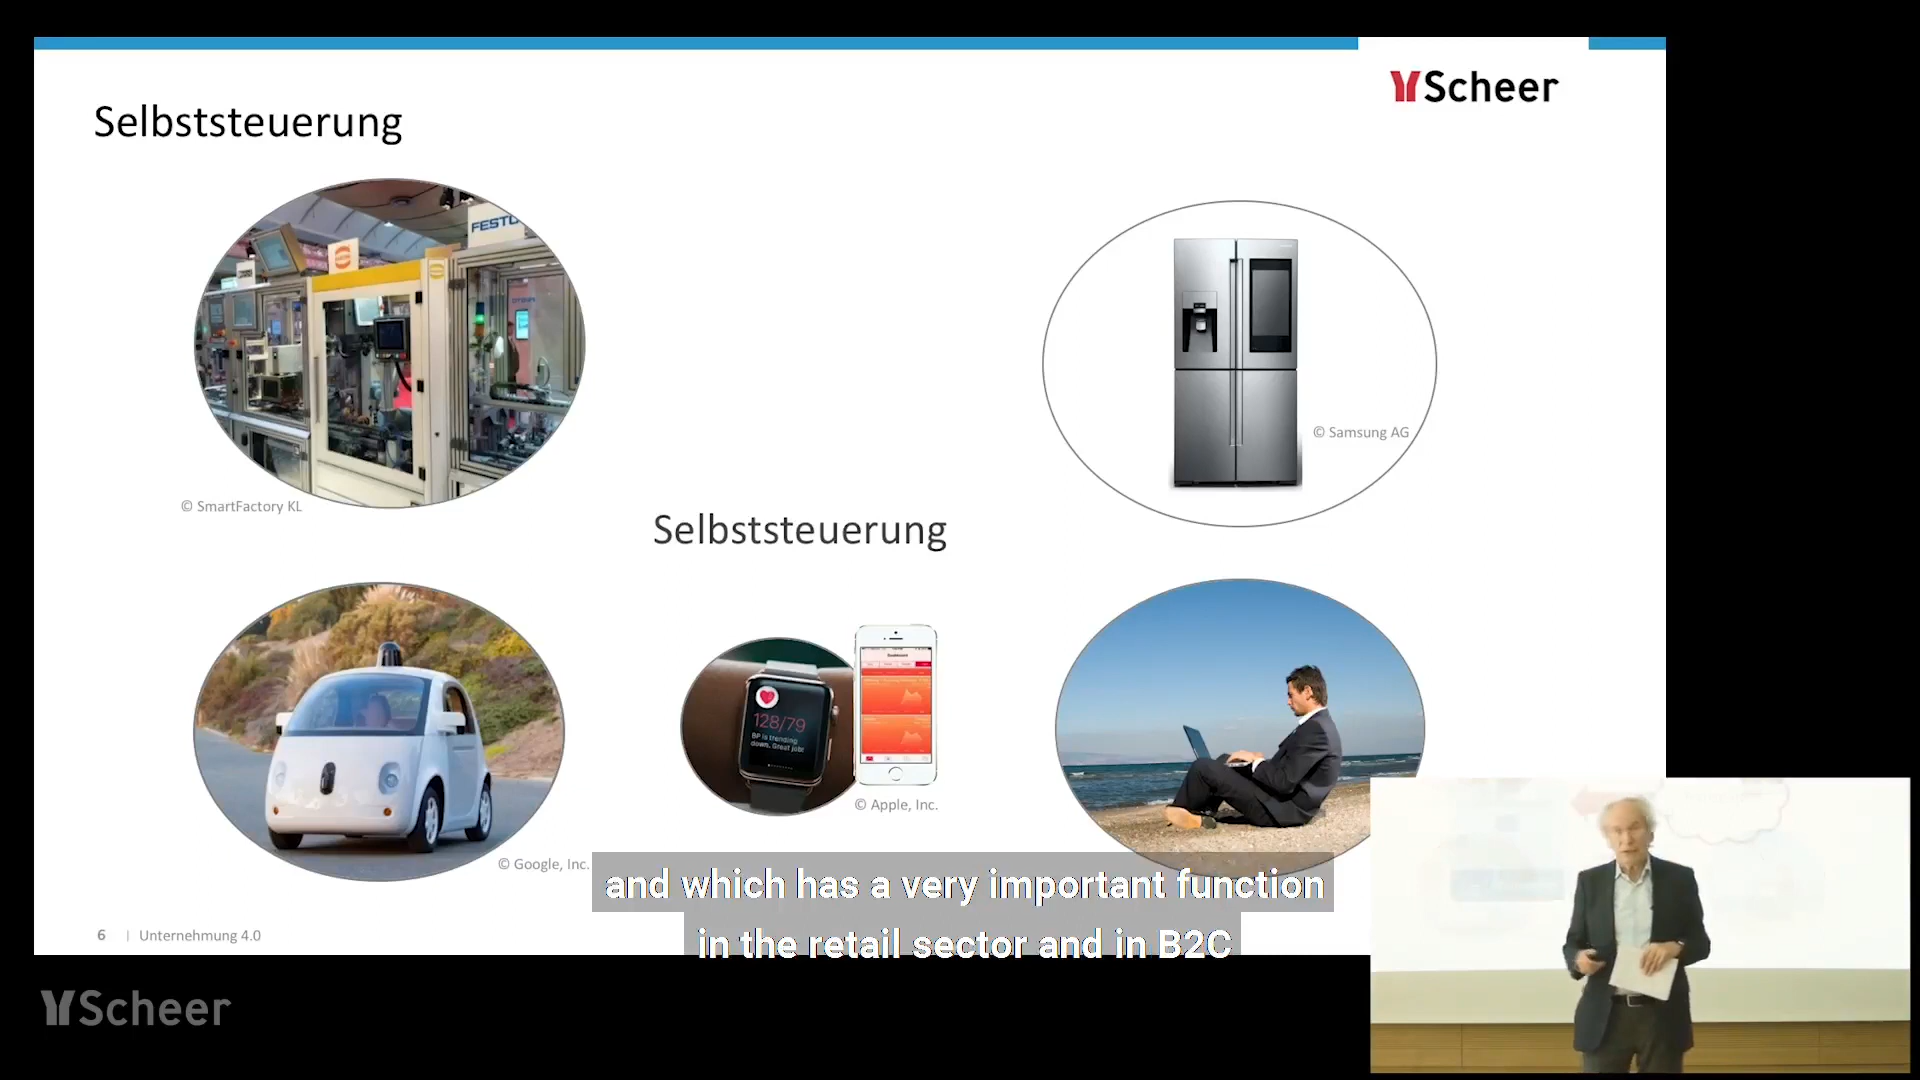 Scheer
Selbststeuerung
FESTO
© Samsung AG
© SmartFactory KL
Selbststeuerung
Dashboard
128/79
BP is trending
down. Great job!
© Apple, Inc.
© Google, Inc.
and which has a very important function
in the retail sector and in B2C
6 | Unternehmung 4.0
Scheer